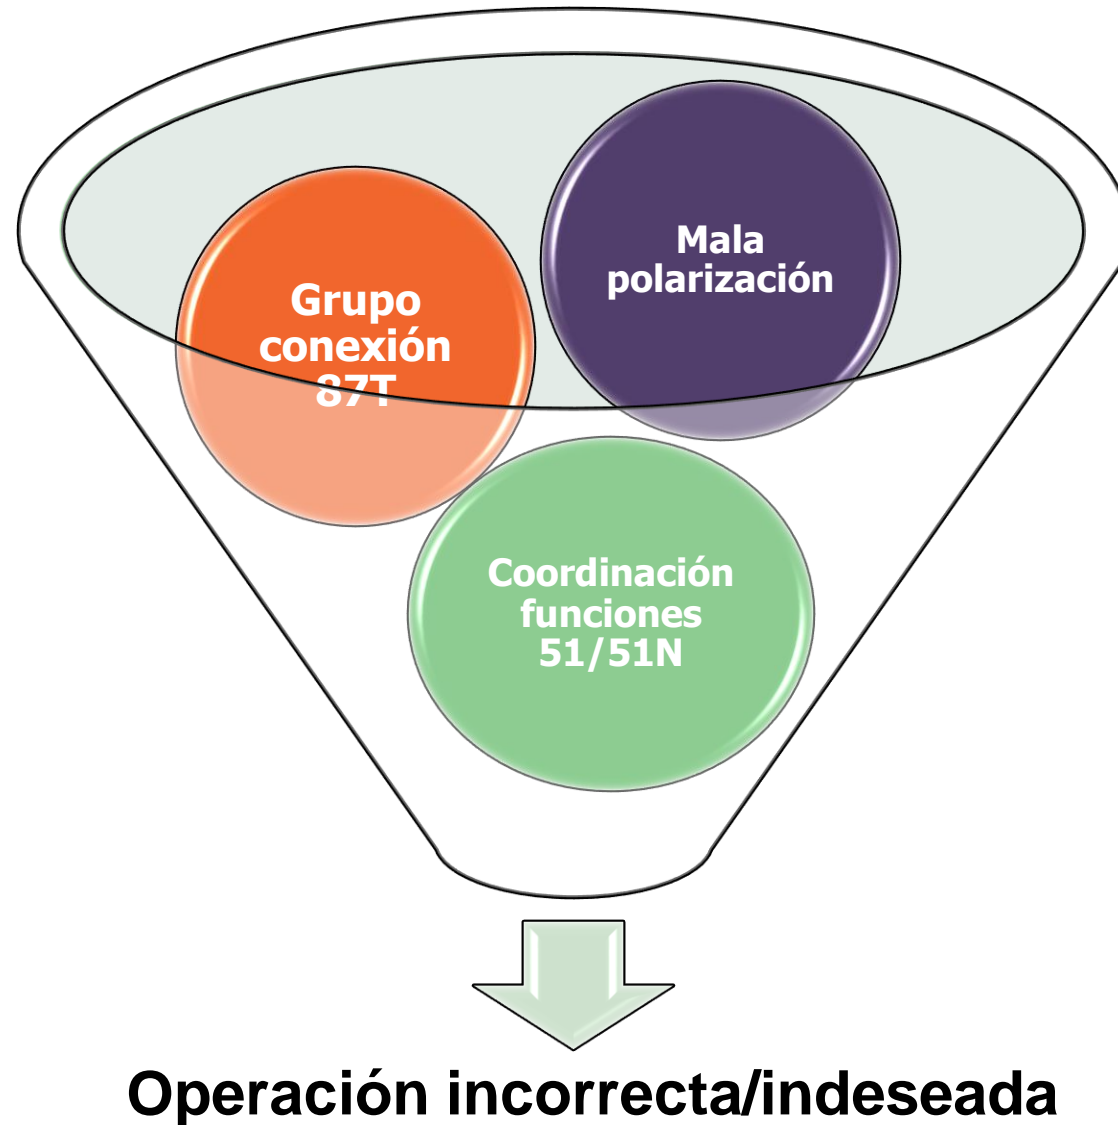 Mala
polarización
Grupo
conexión
87T
Coordinación
funciones
51/51N
Operación incorrecta/indeseada